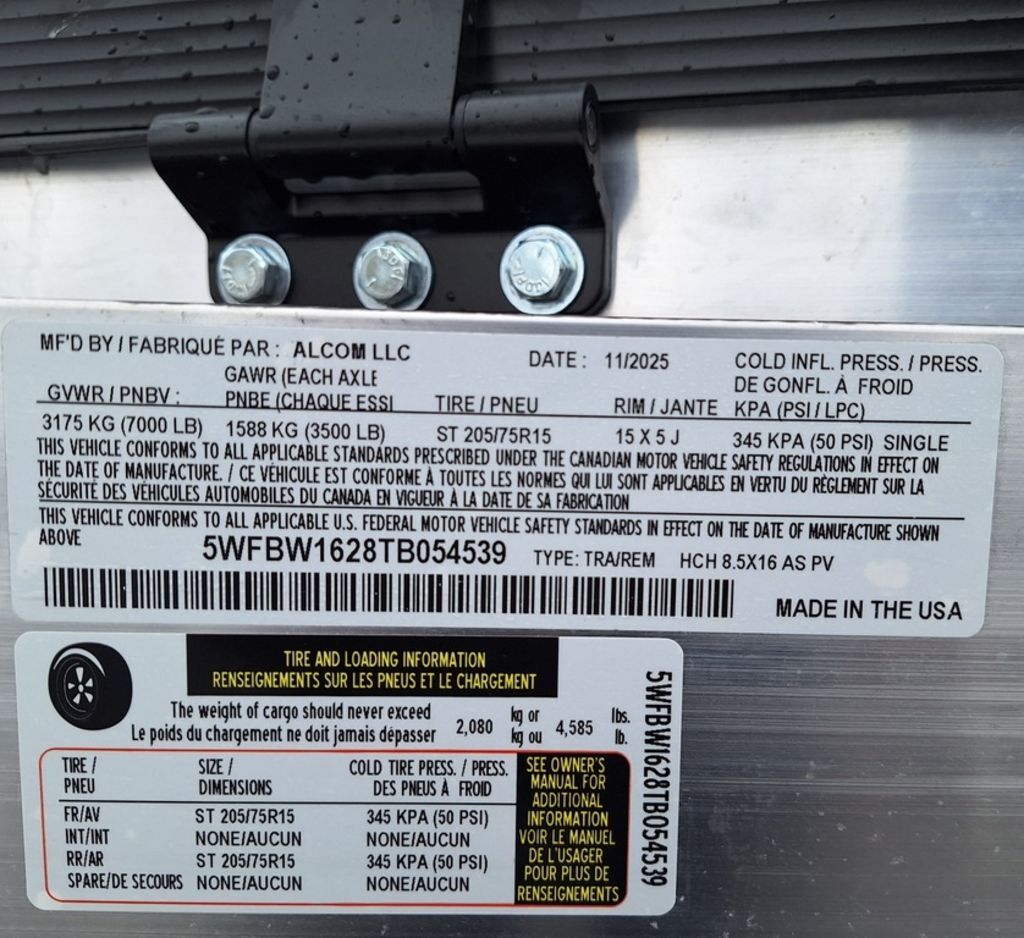 MF'D BY / FABRIQUÉ PAR : ALCOM LLC DATE : 11/2025 COLD INFL. PRESS. / PRESS.
GAWR (EACH AXLE DE GONFL. À FROID
GVWR / PNBV : PNBE (CHAQUE ESSI TIRE / PNEU RIM / JANTE KPA (PSI / LPC)
3175 KG (7000 LB) 1588 KG (3500 LB) ST 205/75R15 15 X 5 J 345 KPA (50 PSI) SINGLE
THIS VEHICLE CONFORMS TO ALL APPLICABLE STANDARDS PRESCRIBED UNDER THE CANADIAN MOTOR VEHICLE SAFETY REGULATIONS IN EFFECT ON
THE DATE OF MANUFACTURE. / CE VÉHICULE EST CONFORME À TOUTES LES NORMES QUI LUI SONT APPLICABLES EN VERTU DU RÈGLEMENT SUR LA
SÉCURITÉ DES VÉHICULES AUTOMOBILES DU CANADA EN VIGUEUR À LA DATE DE SA FABRICATION
THIS VEHICLE CONFORMS TO ALL APPLICABLE U.S. FEDERAL MOTOR VEHICLE SAFETY STANDARDS IN EFFECT ON THE DATE OF MANUFACTURE SHOWN
ABOVE
5WFBW1628TB054539 TYPE: TRA/REM HCH 8.5X16 AS PV
MADE IN THE USA
TIRE AND LOADING INFORMATION
RENSEIGNEMENTS SUR LES PNEUS ET LE CHARGEMENT
The weight of cargo should never exceed 2,080 kg or 4,585 lbs.
Le poids du chargement ne doit jamais dépasser kg ou lb.
TIRE / SIZE / COLD TIRE PRESS. / PRESS.
PNEU DIMENSIONS DES PNEUS À FROID
FR/AV ST 205/75R15 345 KPA (50 PSI)
INT/INT NONE/AUCUN NONE/AUCUN
RR/AR ST 205/75R15 345 KPA (50 PSI)
SPARE/DE SECOURS NONE/AUCUN NONE/AUCUN
SEE OWNER'S
MANUAL FOR
ADDITIONAL
INFORMATION
VOIR LE MANUEL
DE L'USAGER
POUR PLUS DE
RENSEIGNEMENTS
5WFBW1628TB054539